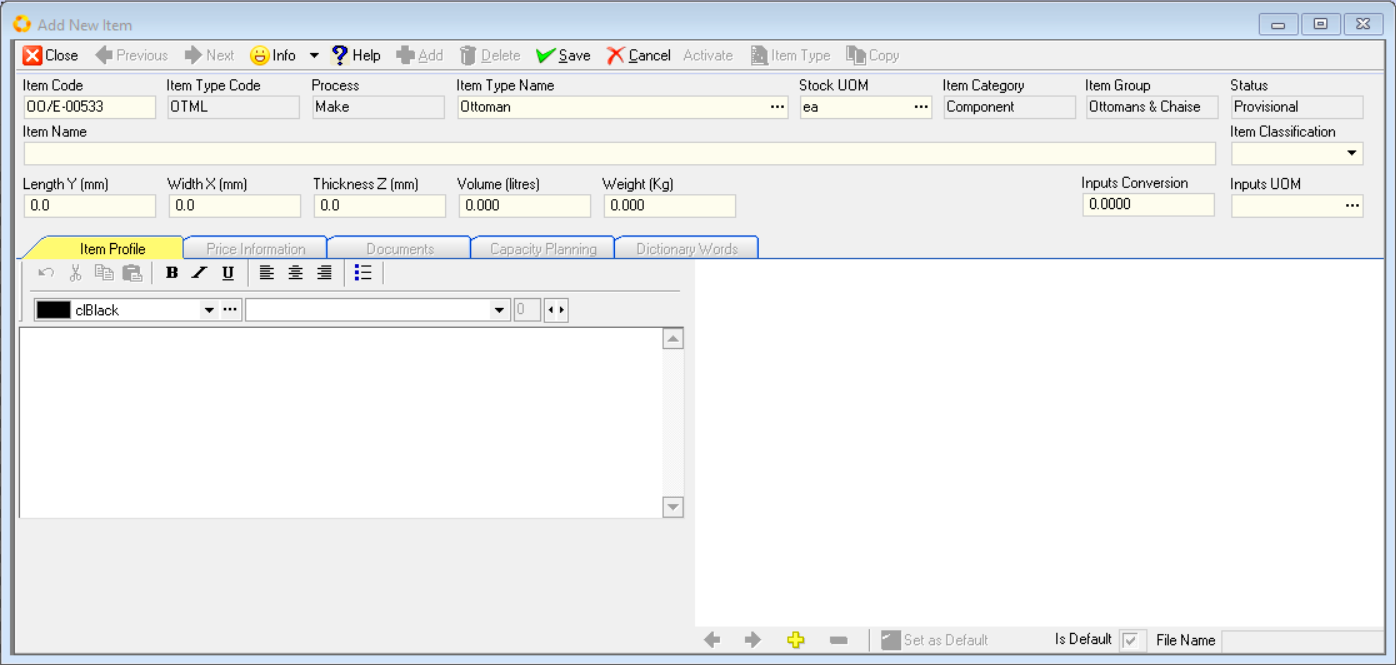 Add New Item
Close Previous Next Info Help Add Delete Save Cancel Activate Item Type Copy
Item Code Item Type Code Process Item Type Name Stock UOM Item Category Item Group Status
OO/E-00533 OTML Make Ottoman ... ea ... Component Ottomans & Chaise Provisional
Item Name Item Classification
Length Y (mm) Width X (mm) Thickness Z (mm) Volume (litres) Weight (Kg) Inputs Conversion Inputs UOM
0.0 0.0 0.0 0.000 0.000 0.0000 ...
Item Profile Price Information Documents Capacity Planning Dictionary Words
B I U
clBlack ... 0
Set as Default Is Default File Name